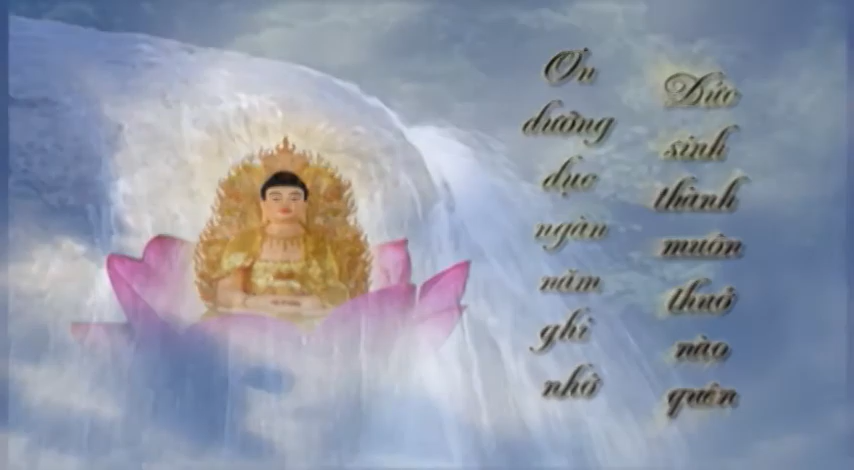 Ơn dưỡng dục ngàn năm ghi nhớ
Đức sinh thành muôn thuở nào quên